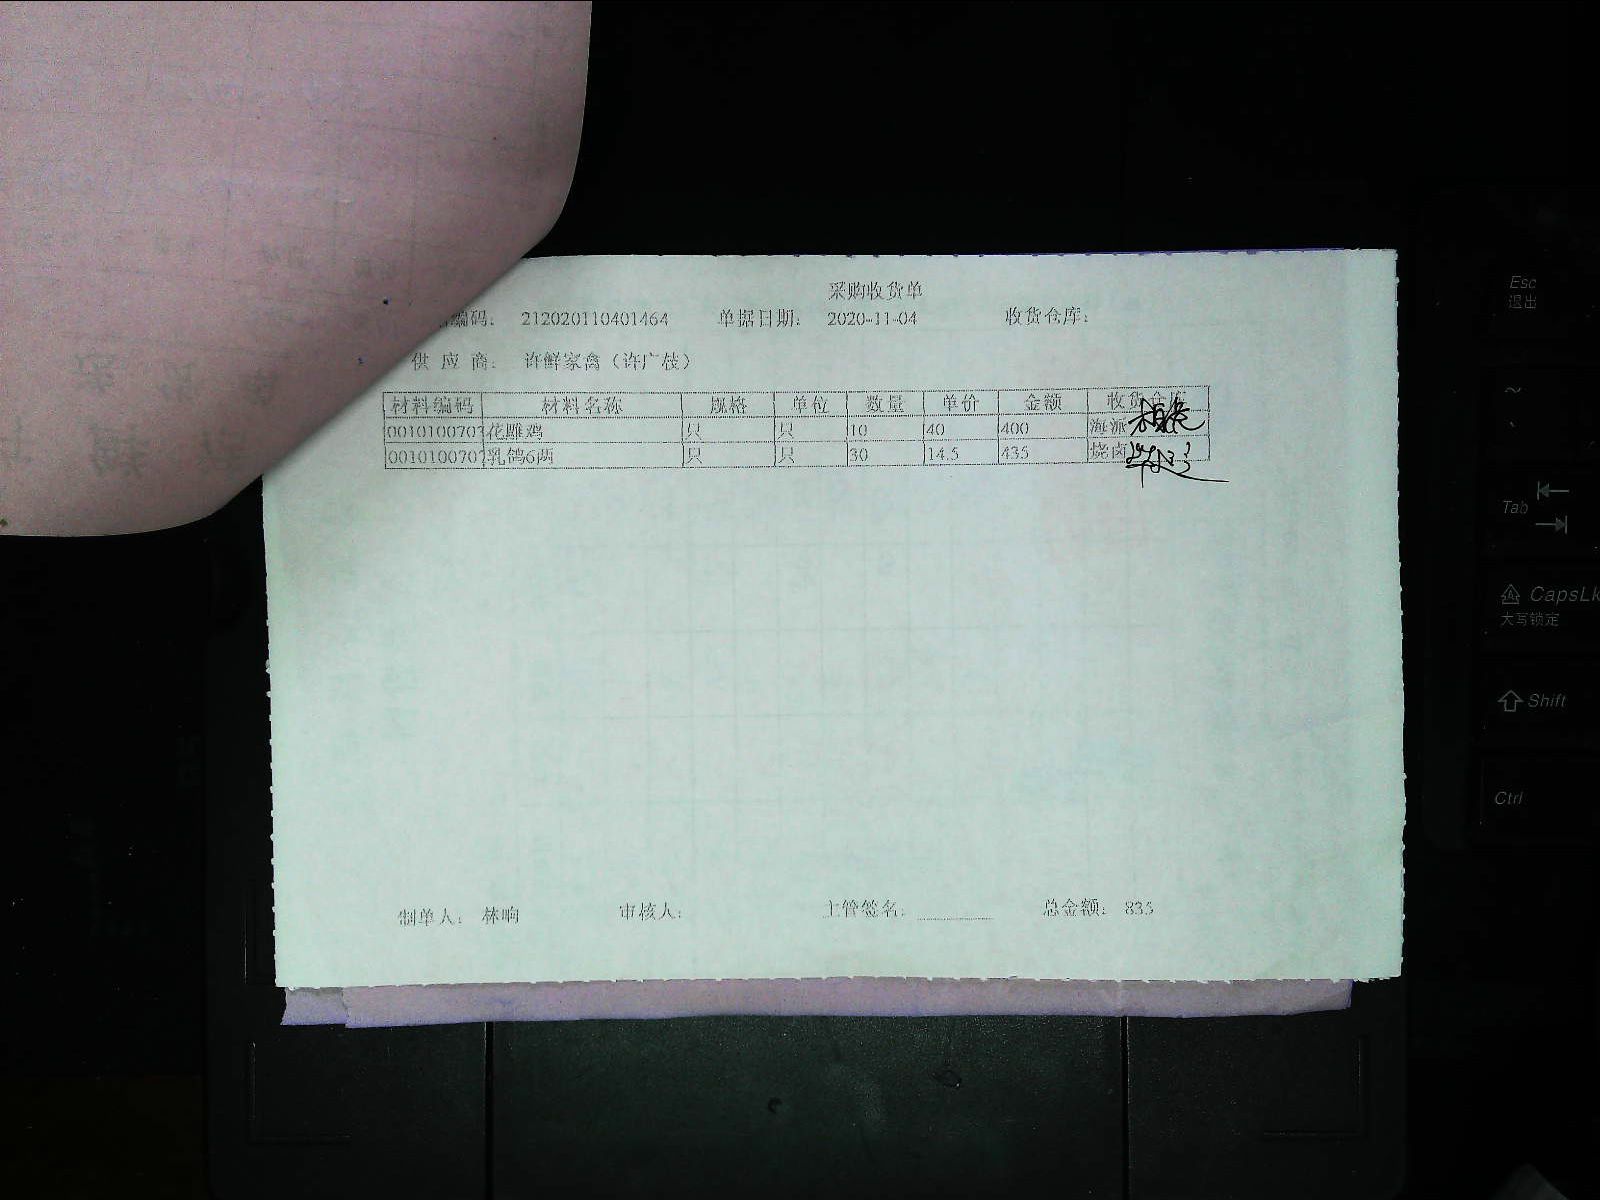 采购收货单
编码： 212020110401464 单据日期： 2020-11-04 收货仓库：
供 应 商： 许鲜家禽（许广枝）
材料编码 材料名称 规格 单位 数量 单价 金额 收货仓库
0010100703 花雕鸡 只 只 10 40 400 海派
0010100707 乳鸽6两 只 只 30 14.5 435 烧卤
制单人： 林响 审核人： 主管签名： 总金额： 835
Esc
退出
~
Tab
CapsLk
大写锁定
Shift
Ctrl